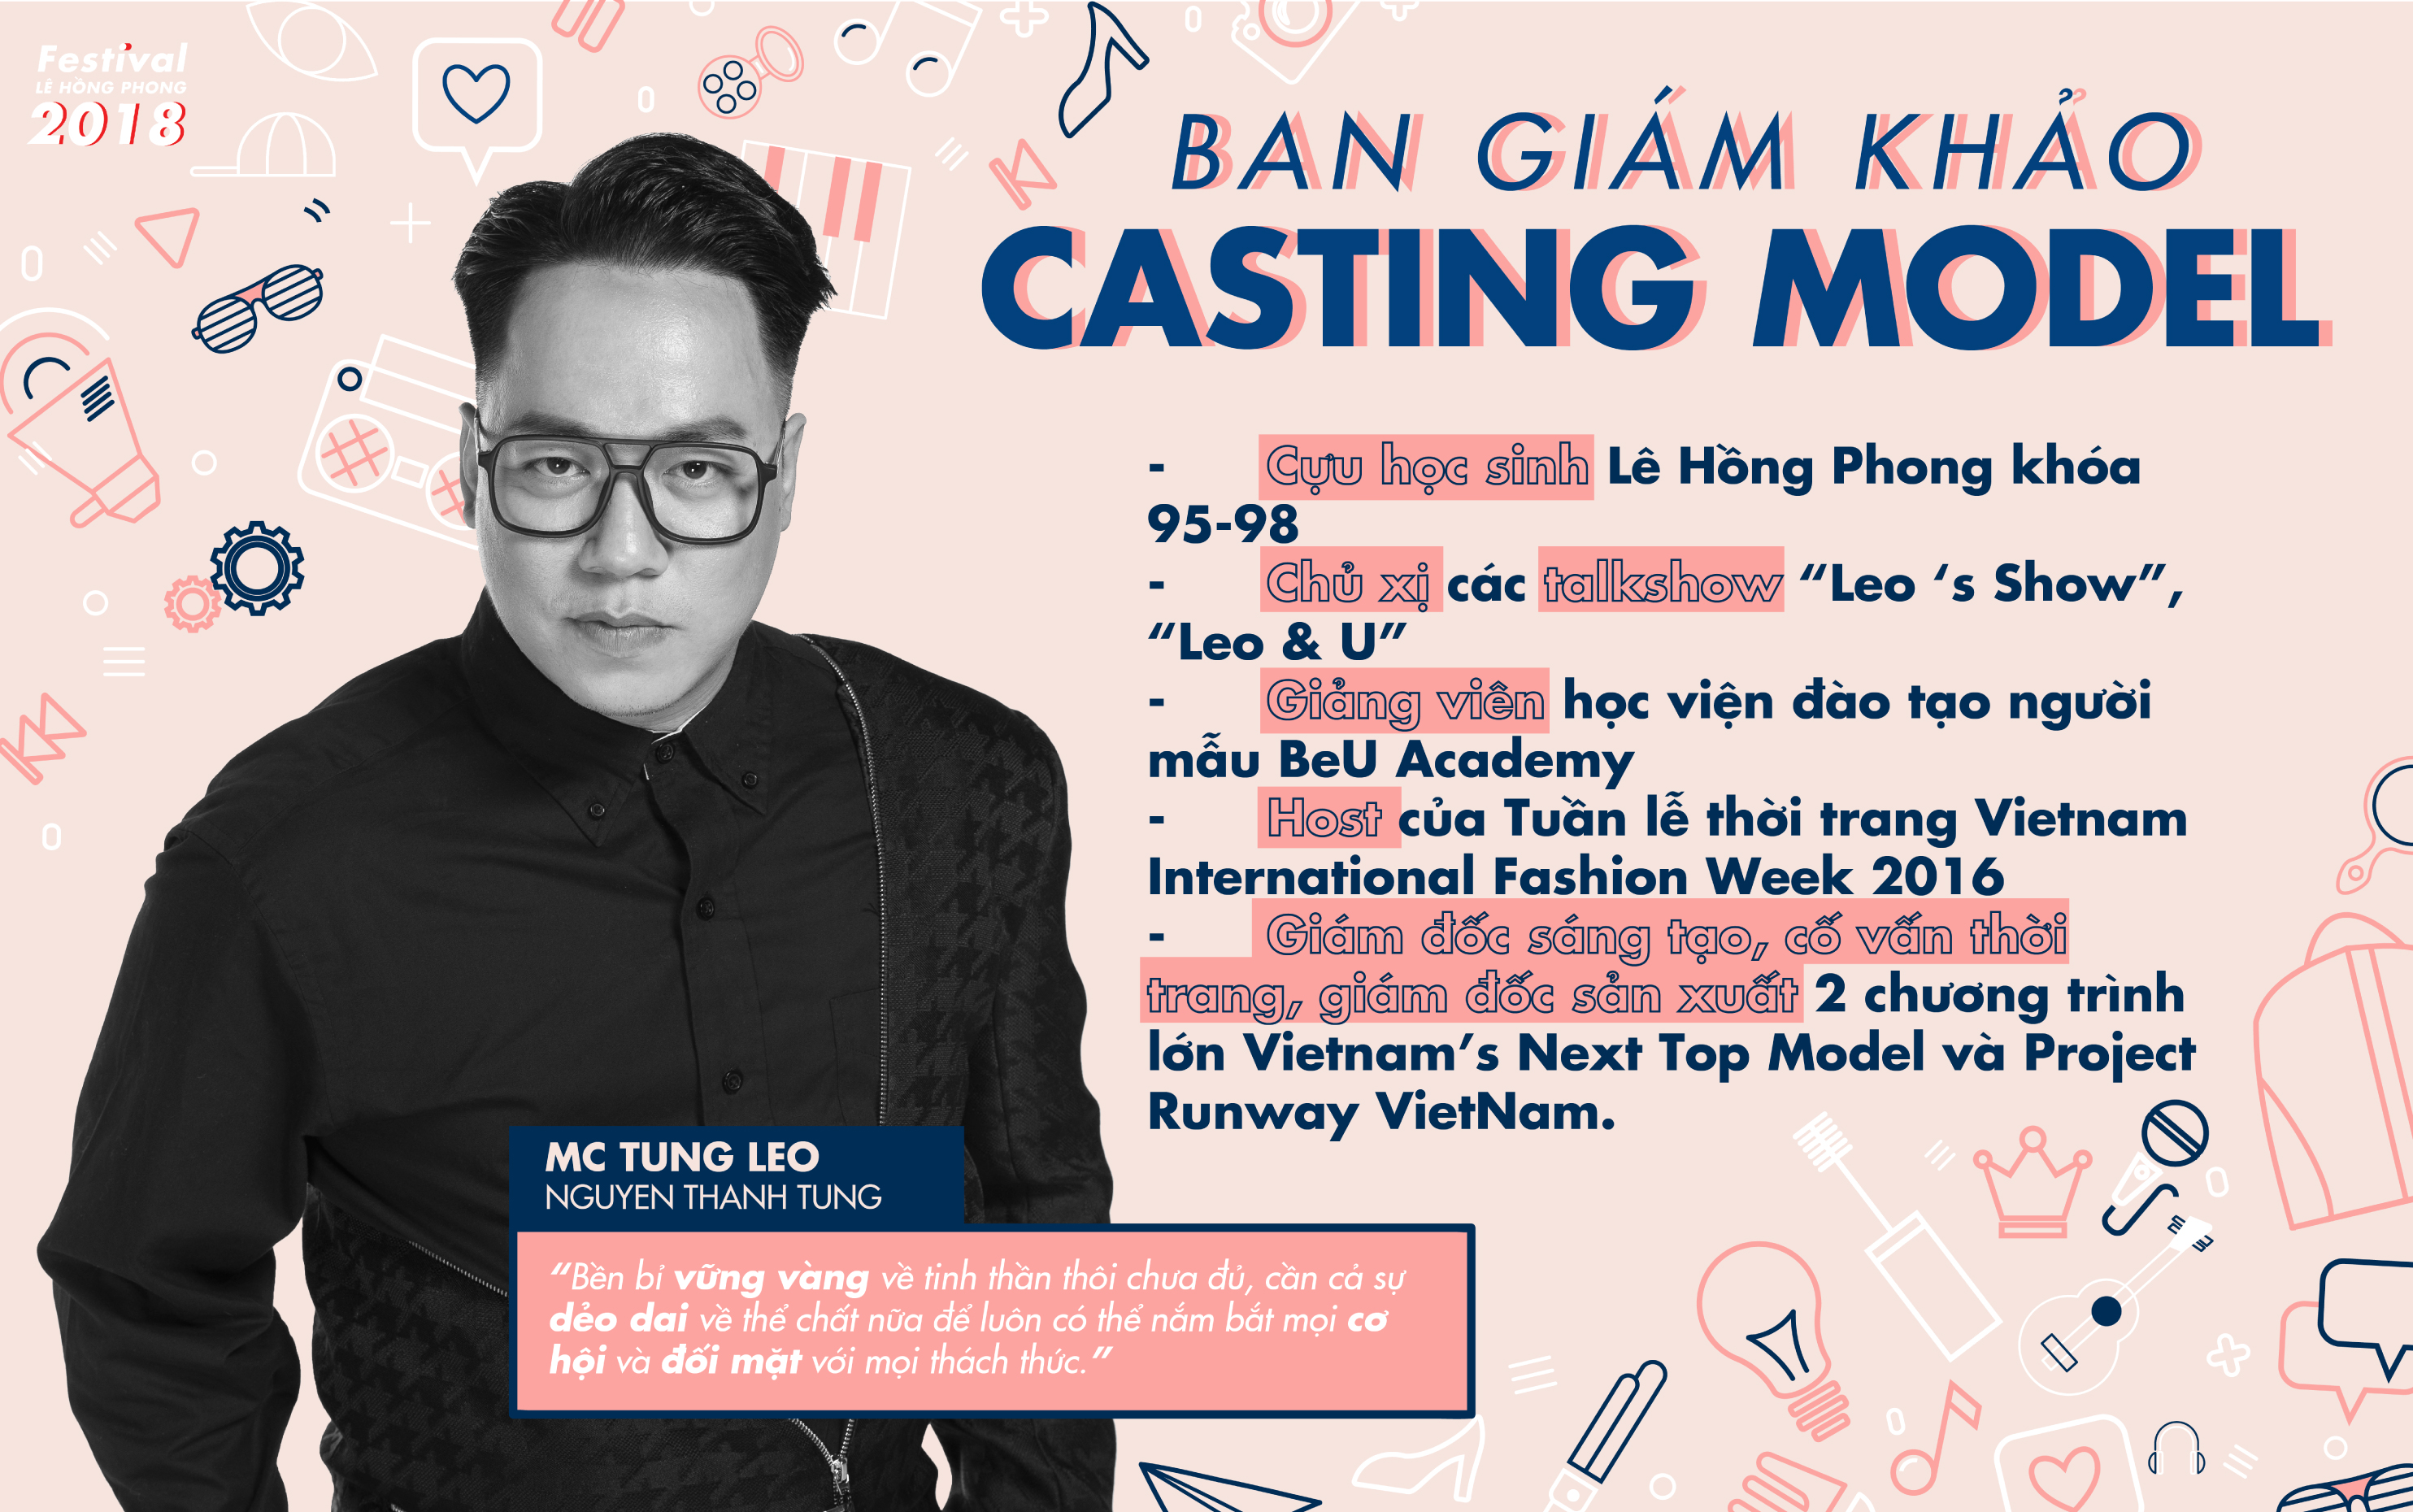 Festival
LÊ HỒNG PHONG
2018
BAN GIÁM KHẢO
CASTING MODEL
- Cựu học sinh Lê Hồng Phong khóa
95-98
- Chủ xị các talkshow “Leo ‘s Show”,
“Leo & U”
- Giảng viên học viện đào tạo người
mẫu BeU Academy
- Host của Tuần lễ thời trang Vietnam
International Fashion Week 2016
- Giám đốc sáng tạo, cố vấn thời
trang, giám đốc sản xuất 2 chương trình
lớn Vietnam’s Next Top Model và Project
Runway VietNam.
MC TUNG LEO
NGUYEN THANH TUNG
“Bền bỉ vững vàng về tinh thần thôi chưa đủ, cần cả sự
dẻo dai về thể chất nữa để luôn có thể nắm bắt mọi cơ
hội và đối mặt với mọi thách thức.”